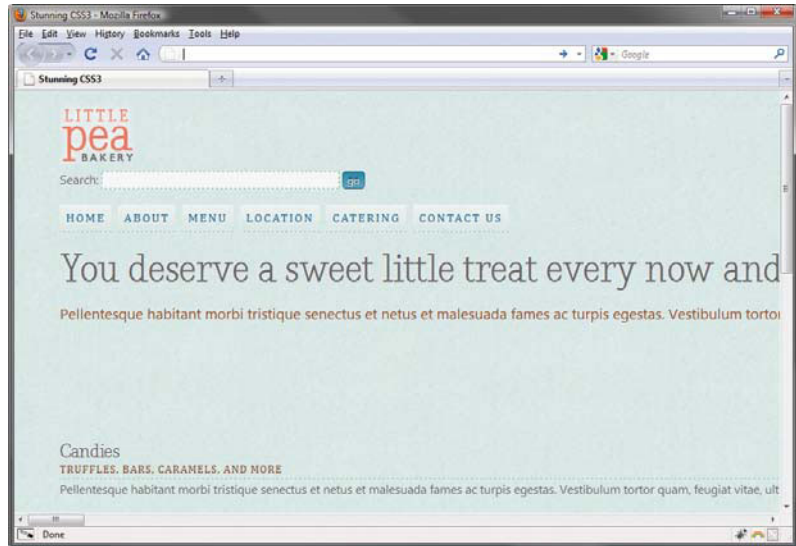 Stunning CSS3 - Mozilla Firefox
File Edit View History Bookmarks Tools Help
Google
Stunning CSS3
LITTLE
pea
BAKERY
Search: go
HOME ABOUT MENU LOCATION CATERING CONTACT US
You deserve a sweet little treat every now and
Pellentesque habitant morbi tristique senectus et netus et malesuada fames ac turpis egestas. Vestibulum tortor
Candies
TRUFFLES, BARS, CARAMELS, AND MORE
Pellentesque habitant morbi tristique senectus et netus et malesuada fames ac turpis egestas. Vestibulum tortor quam, feugiat vitae, ult
Done